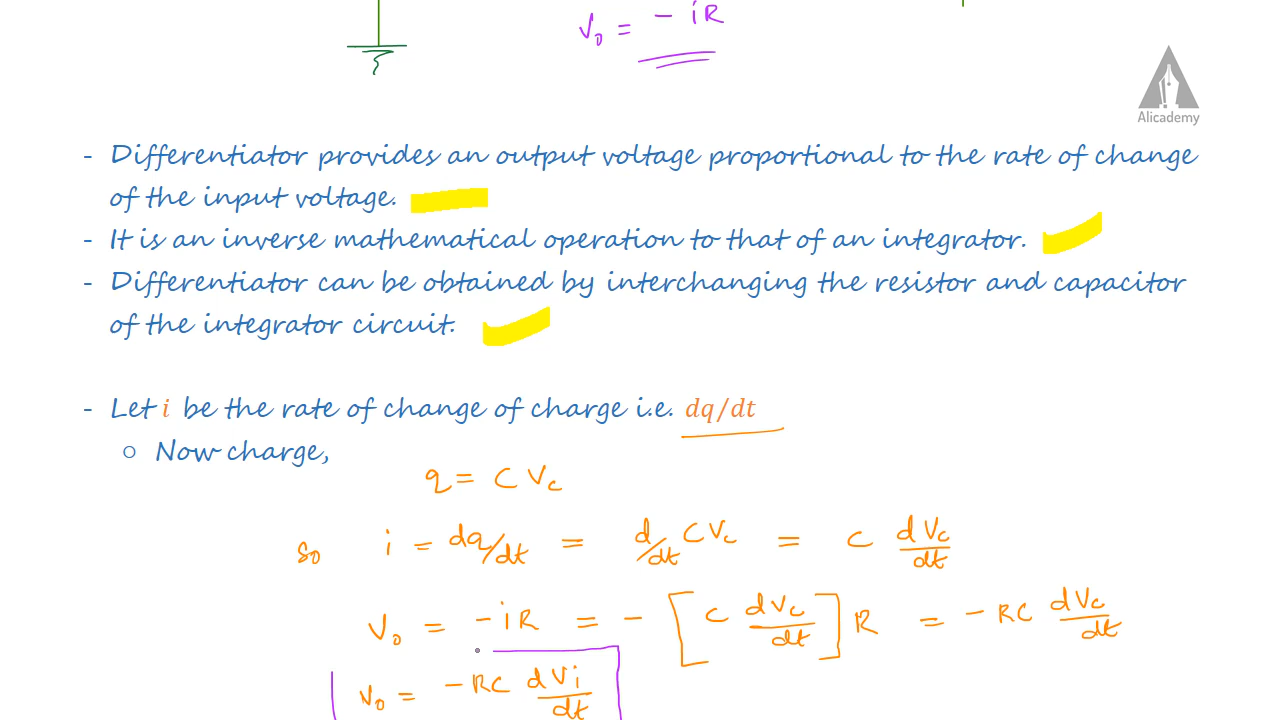 v₀ = - iR
Alicademy
- Differentiator provides an output voltage proportional to the rate of change
of the input voltage.
- It is an inverse mathematical operation to that of an integrator.
- Differentiator can be obtained by interchanging the resistor and capacitor
of the integrator circuit.
- Let i be the rate of change of charge i.e. dq/dt
○ Now charge,
q = C Vc
so i = dq/dt = d/dt CVc = C dVc/dt
V₀ = - iR = - [ C dVc/dt ] R = - RC dVc/dt
V₀ = - RC dVi/dt